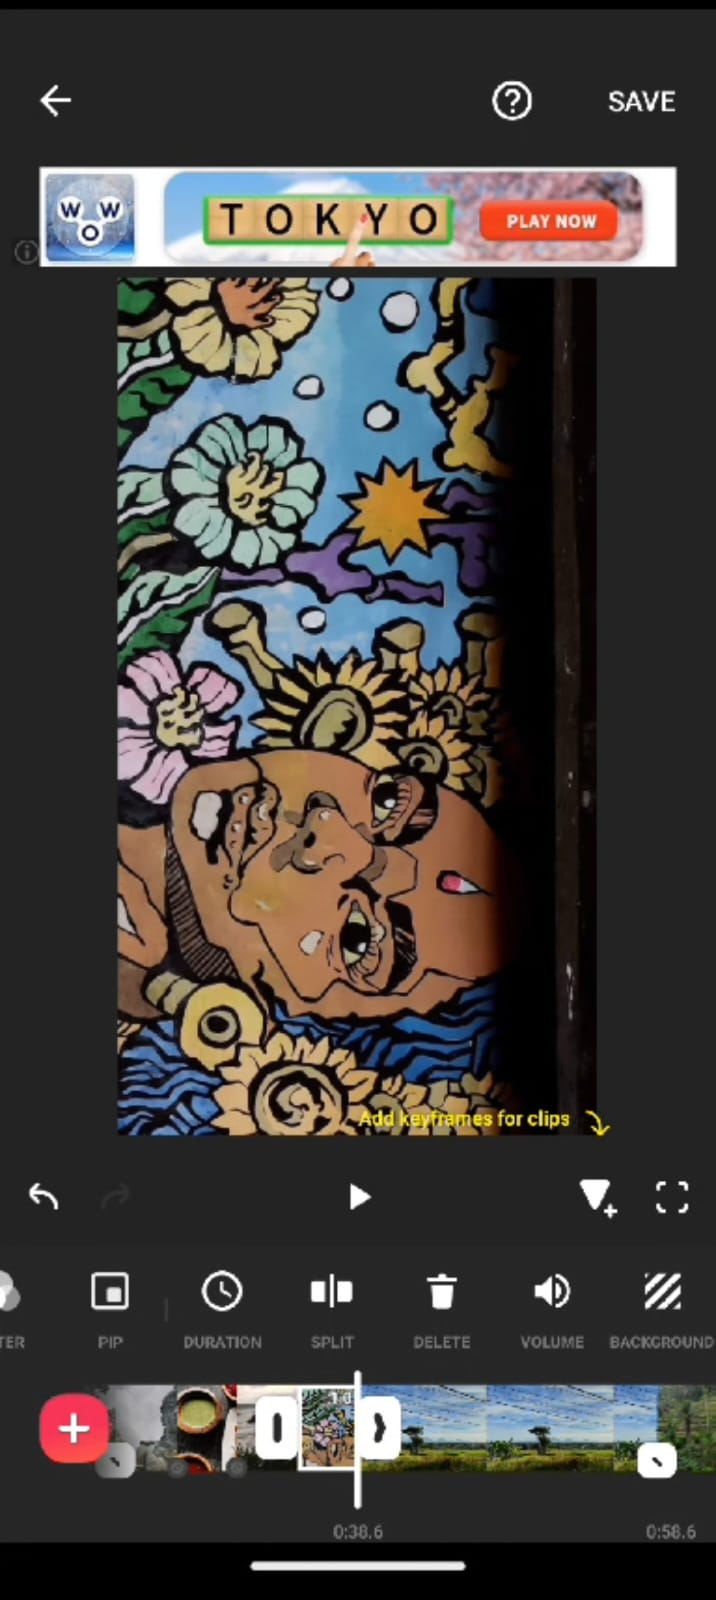 SAVE
W W
O
TOKYO
PLAY NOW
Add keyframes for clips
TER PIP DURATION SPLIT DELETE VOLUME BACKGROUND
0:38.6 0:58.6